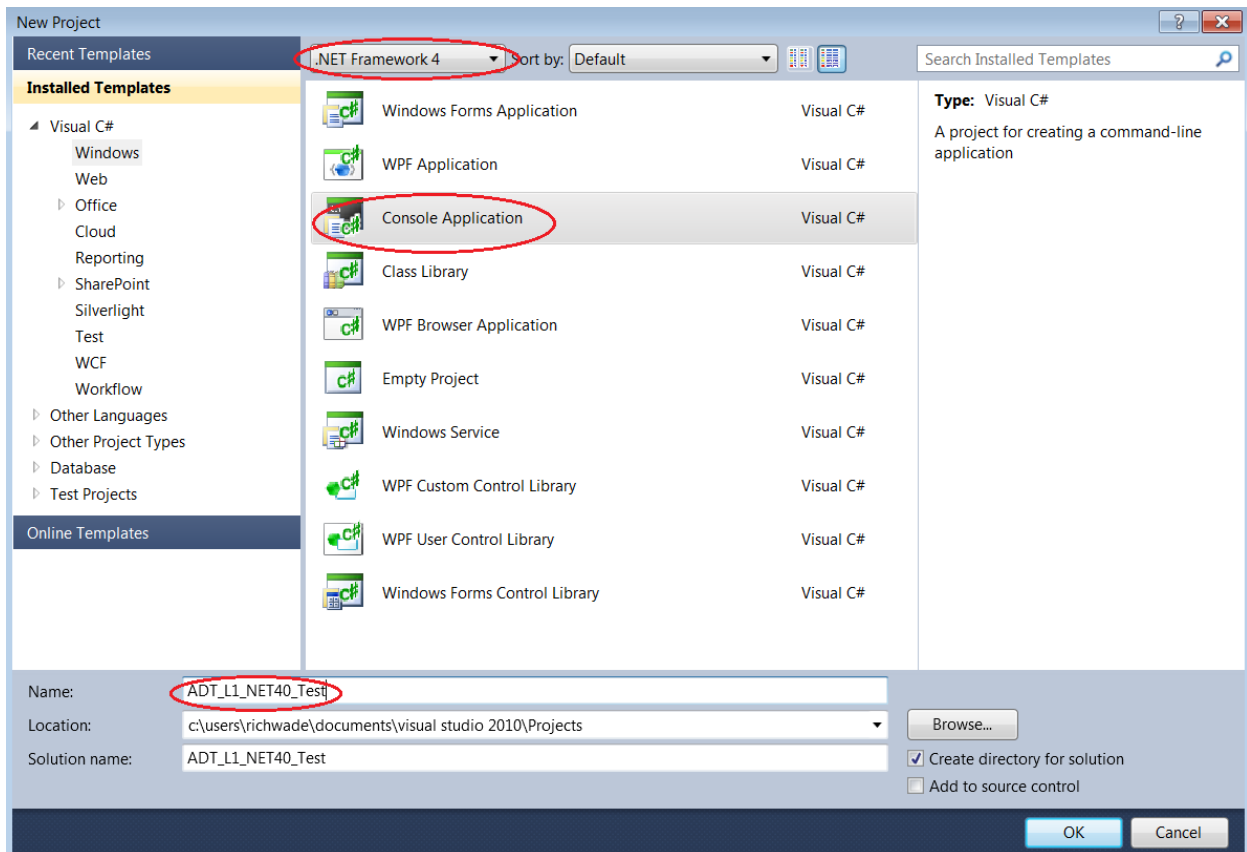 New Project
Recent Templates
Installed Templates
Visual C#
Windows
Web
Office
Cloud
Reporting
SharePoint
Silverlight
Test
WCF
Workflow
Other Languages
Other Project Types
Database
Test Projects
Online Templates
.NET Framework 4 Sort by: Default
Windows Forms Application Visual C#
WPF Application Visual C#
Console Application Visual C#
Class Library Visual C#
WPF Browser Application Visual C#
Empty Project Visual C#
Windows Service Visual C#
WPF Custom Control Library Visual C#
WPF User Control Library Visual C#
Windows Forms Control Library Visual C#
Search Installed Templates
Type: Visual C#
A project for creating a command-line
application
Name: ADT_L1_NET40_Test
Location: c:\users\richwade\documents\visual studio 2010\Projects
Browse...
Solution name: ADT_L1_NET40_Test
Create directory for solution
Add to source control
OK Cancel